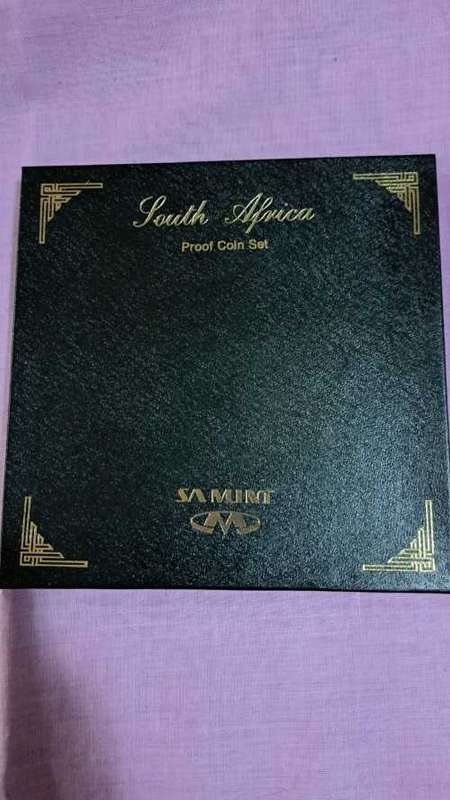 South Africa
Proof Coin Set
SA MINT